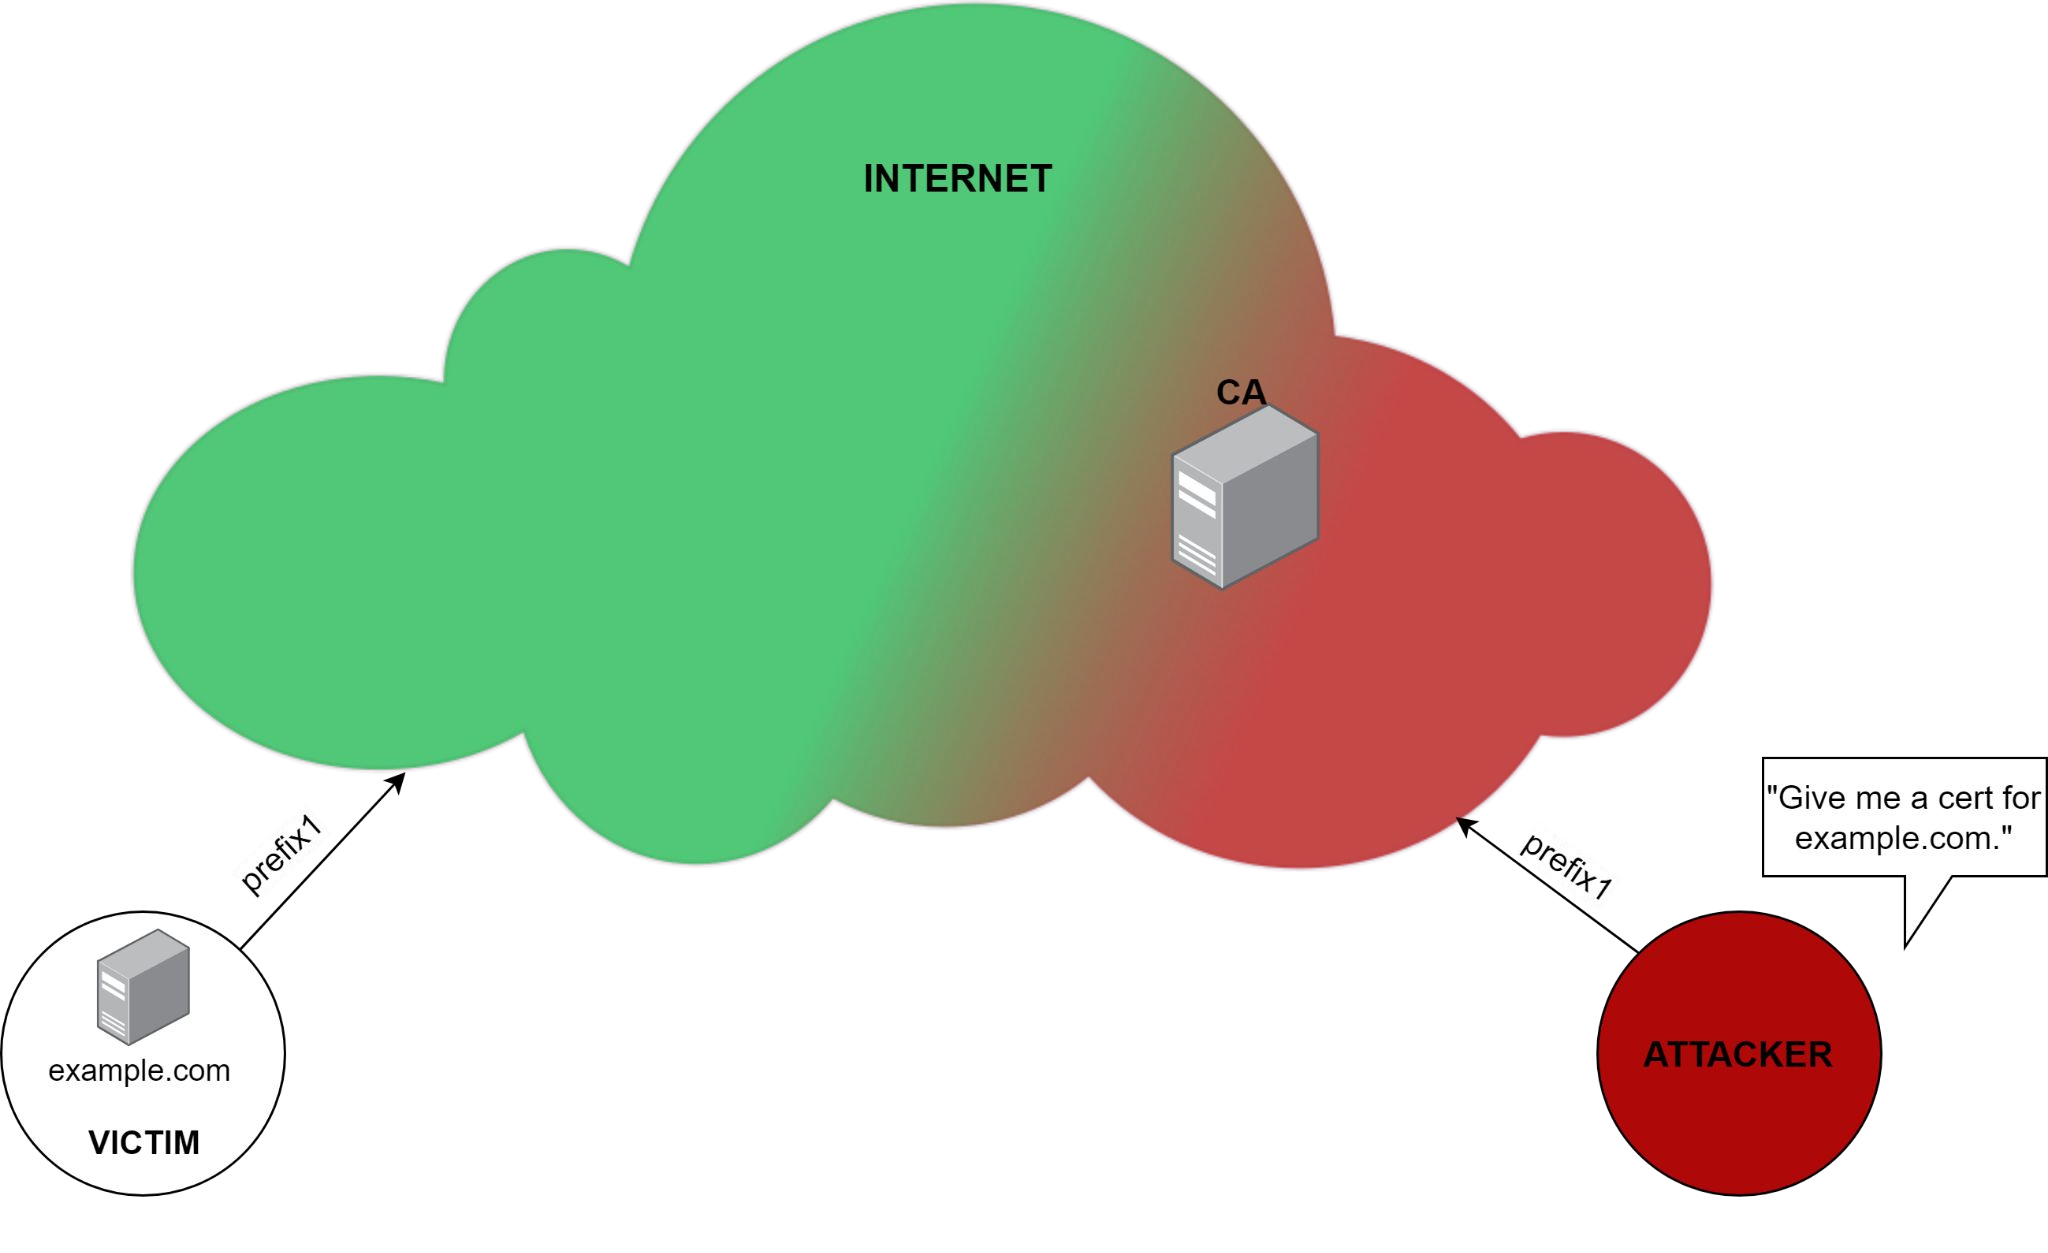 INTERNET
CA
"Give me a cert for
example.com."
prefix1
prefix1
example.com
VICTIM
ATTACKER